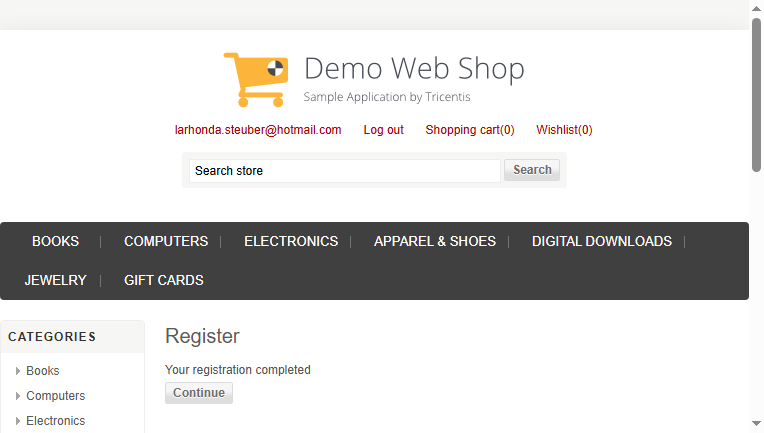 Demo Web Shop
Sample Application by Tricentis
larhonda.steuber@hotmail.com Log out Shopping cart(0) Wishlist(0)
Search store Search
BOOKS COMPUTERS ELECTRONICS APPAREL & SHOES DIGITAL DOWNLOADS
JEWELRY GIFT CARDS
CATEGORIES
Books
Computers
Electronics
Register
Your registration completed
Continue